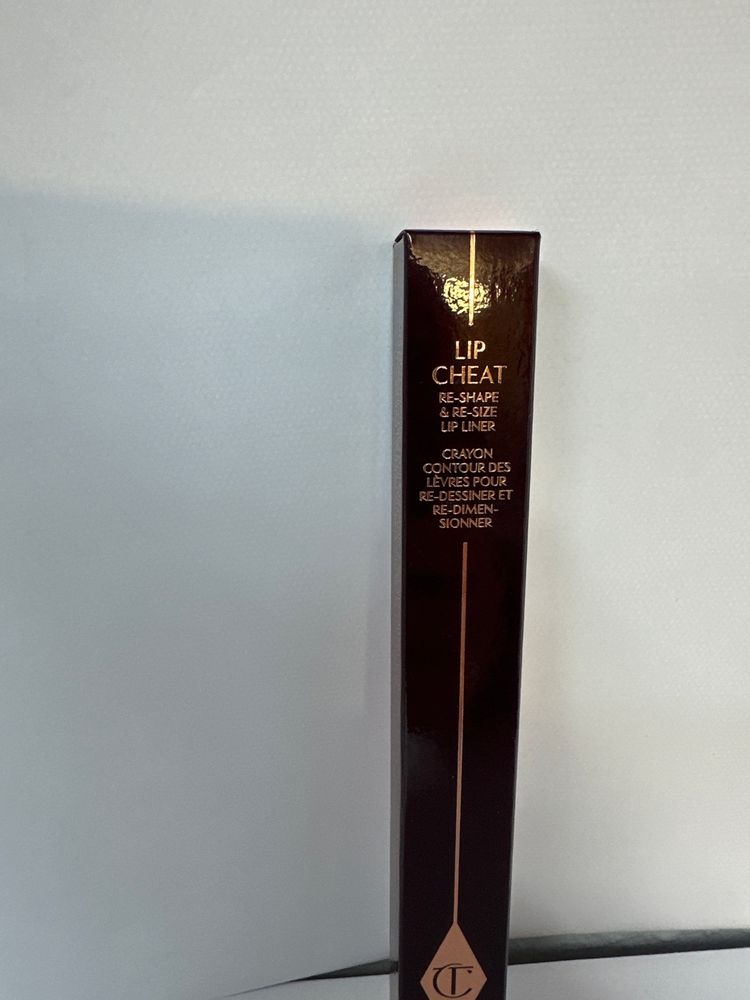 LIP
CHEAT
RE-SHAPE
& RE-SIZE
LIP LINER
CRAYON
CONTOUR DES
LÈVRES POUR
RE-DESSINER ET
RE-DIMEN-
SIONNER
CT